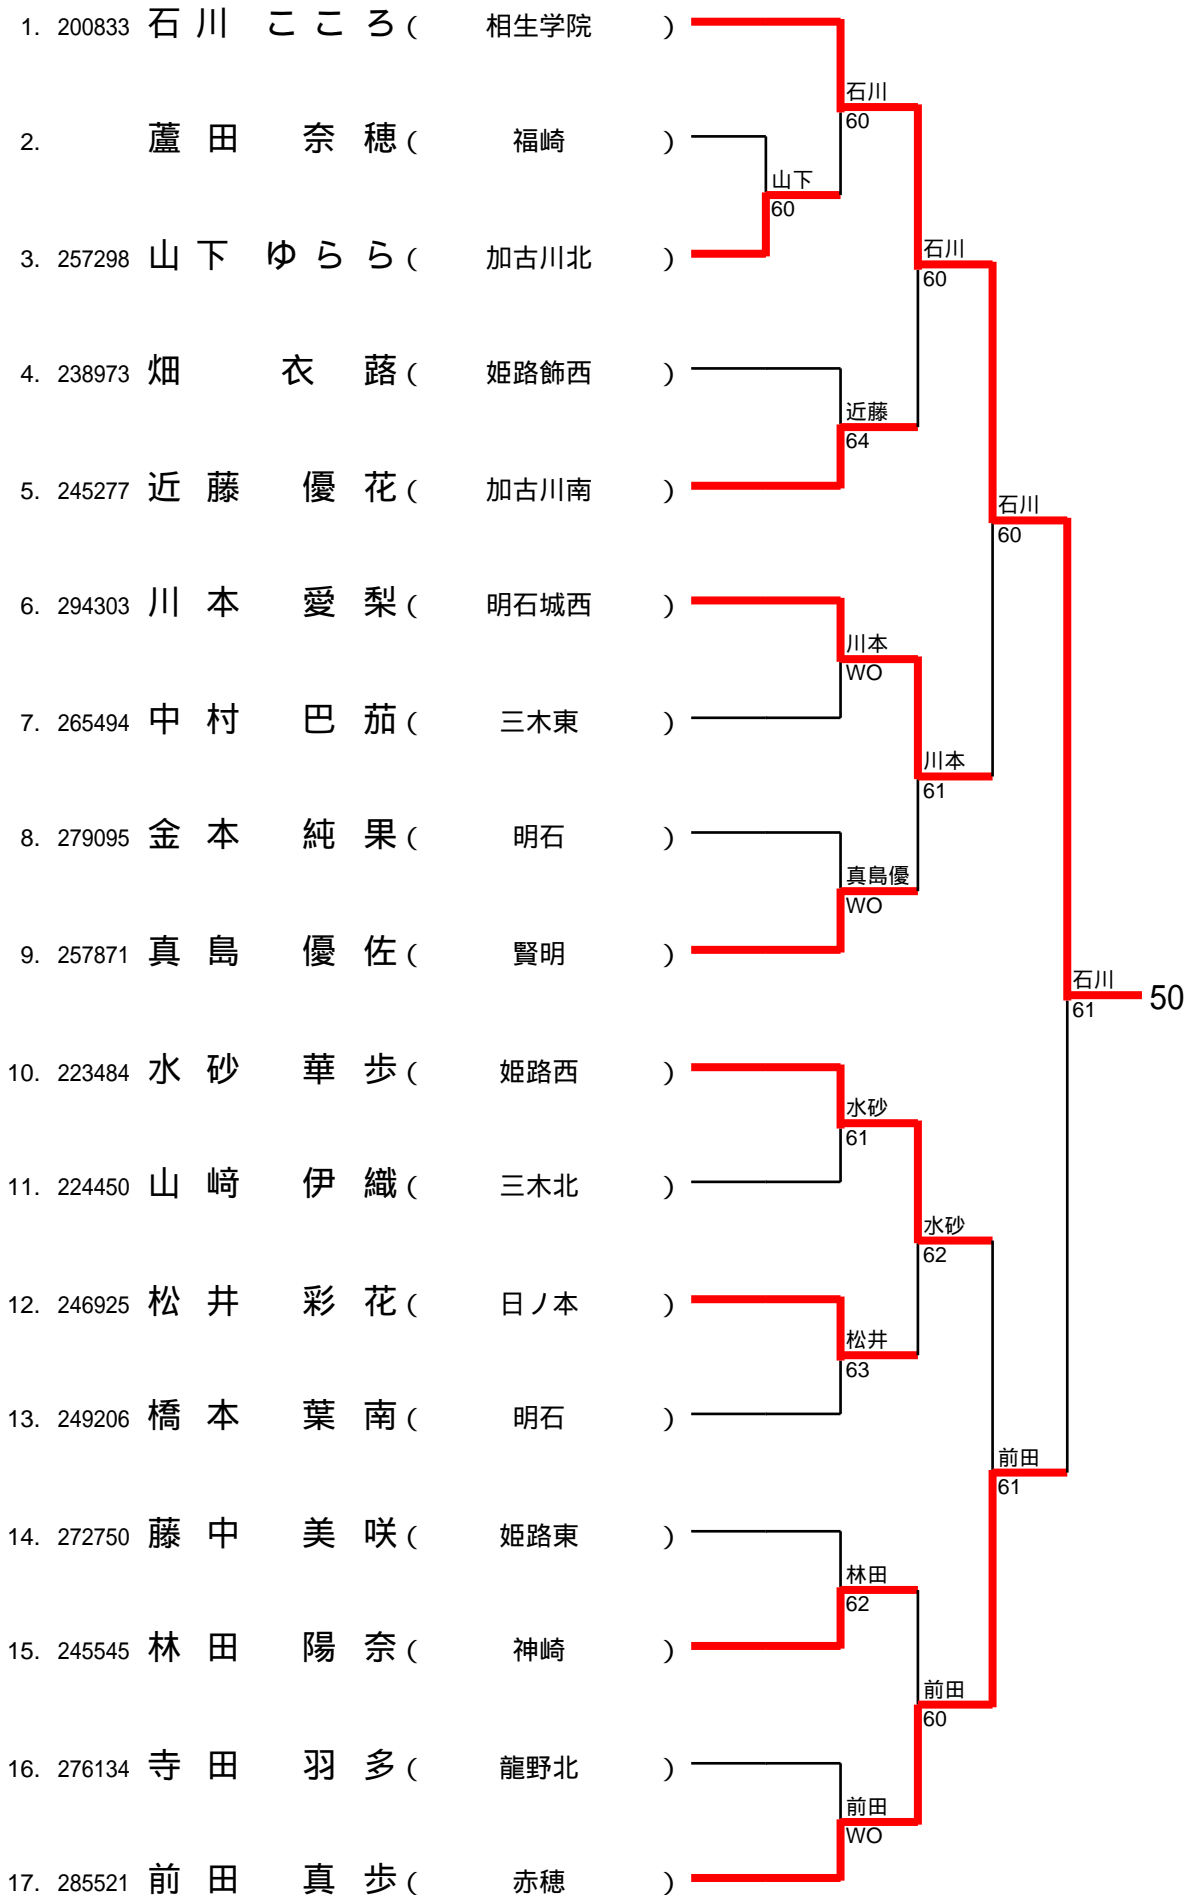 1. 200833 石川 こころ ( 相生学院 )
石川
60
2. 蘆田 奈穂 ( 福崎 )
山下
60
3. 257298 山下 ゆらら ( 加古川北 )
石川
60
4. 238973 畑 衣蕗 ( 姫路飾西 )
近藤
64
5. 245277 近藤 優花 ( 加古川南 )
石川
60
6. 294303 川本 愛梨 ( 明石城西 )
川本
WO
7. 265494 中村 巴茄 ( 三木東 )
川本
61
8. 279095 金本 純果 ( 明石 )
真島優
WO
9. 257871 真島 優佐 ( 賢明 )
石川
61
50
10. 223484 水砂 華歩 ( 姫路西 )
水砂
61
11. 224450 山﨑 伊織 ( 三木北 )
水砂
62
12. 246925 松井 彩花 ( 日ノ本 )
松井
63
13. 249206 橋本 葉南 ( 明石 )
前田
61
14. 272750 藤中 美咲 ( 姫路東 )
林田
62
15. 245545 林田 陽奈 ( 神崎 )
前田
60
16. 276134 寺田 羽多 ( 龍野北 )
前田
WO
17. 285521 前田 真歩 ( 赤穂 )